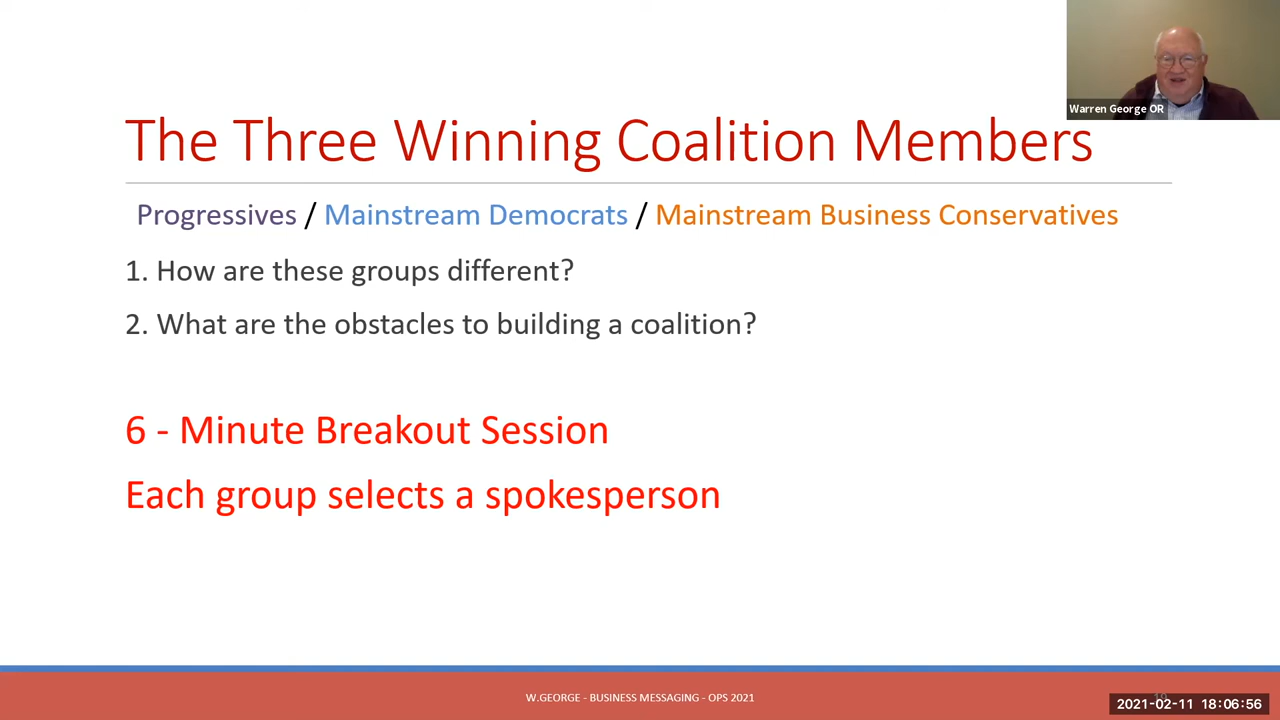 Warren George OR
The Three Winning Coalition Members
Progressives / Mainstream Democrats / Mainstream Business Conservatives
1. How are these groups different?
2. What are the obstacles to building a coalition?
6 - Minute Breakout Session
Each group selects a spokesperson
W.GEORGE - BUSINESS MESSAGING - OPS 2021
2021-02-11 18:06:56